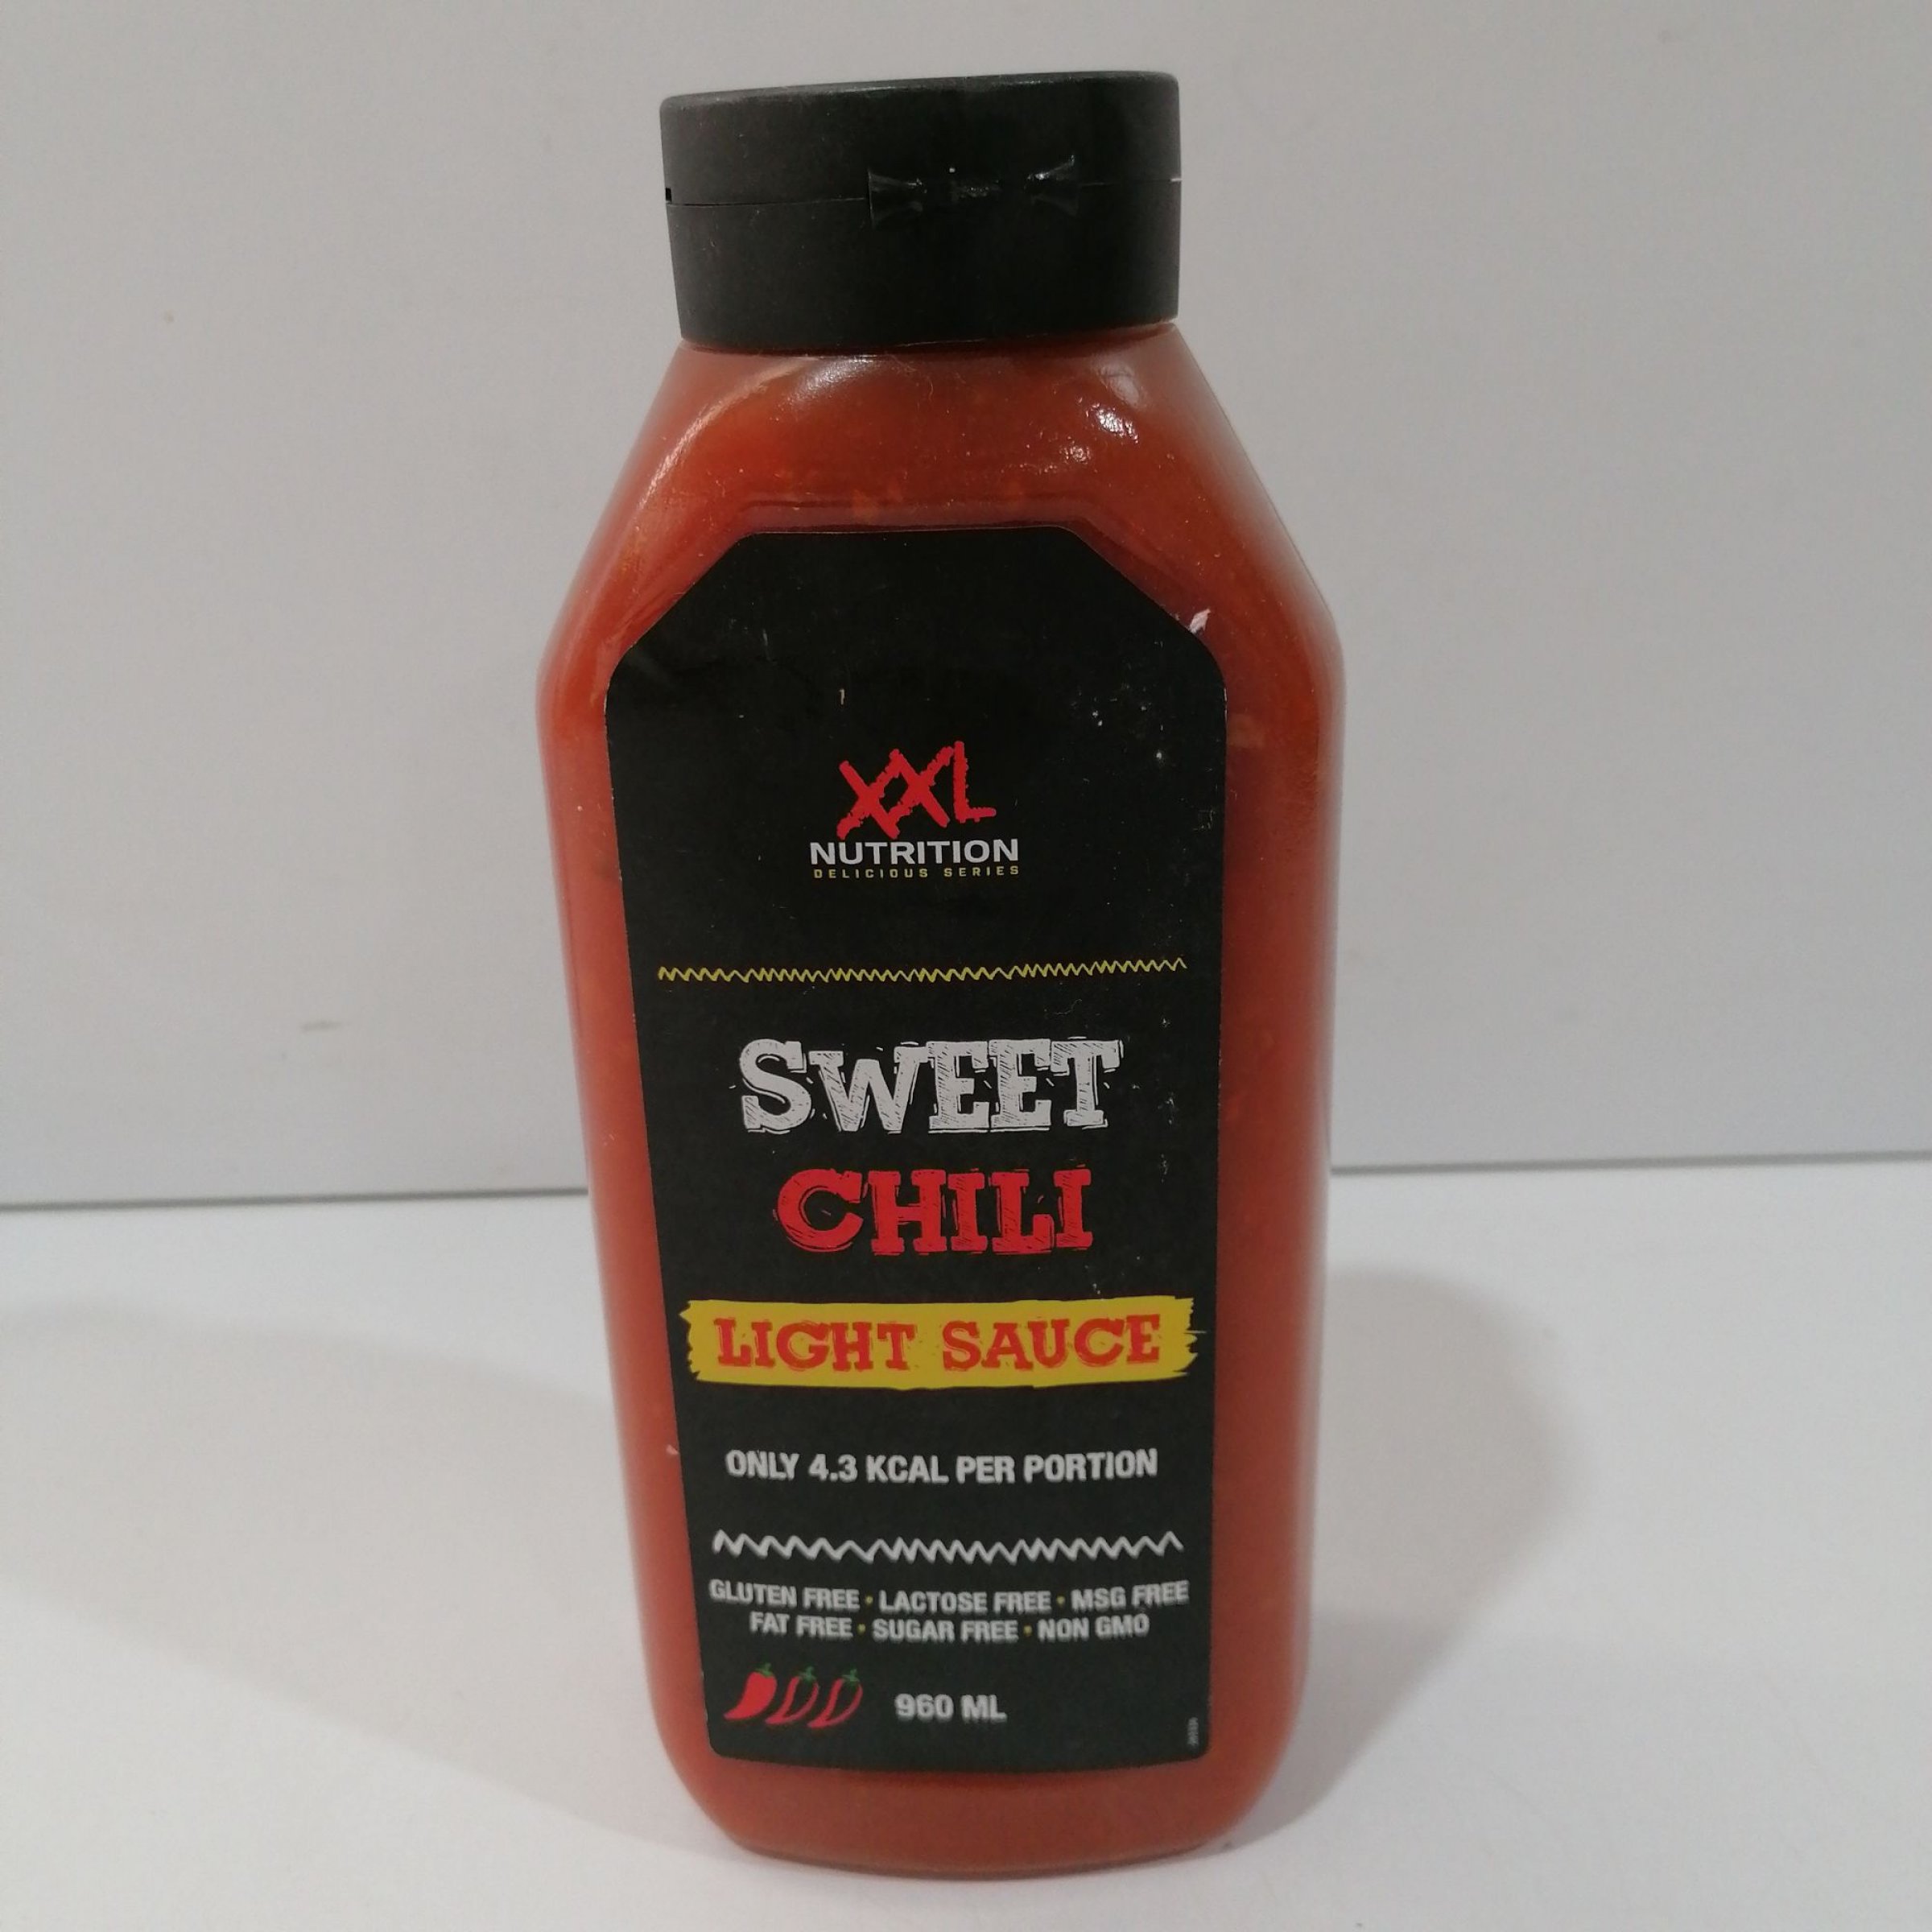 XXL
NUTRITION
DELICIOUS SERIES
SWEET
CHILI
LIGHT SAUCE
ONLY 4.3 KCAL PER PORTION
GLUTEN FREE • LACTOSE FREE • MSG FREE
FAT FREE • SUGAR FREE • NON GMO
960 ML